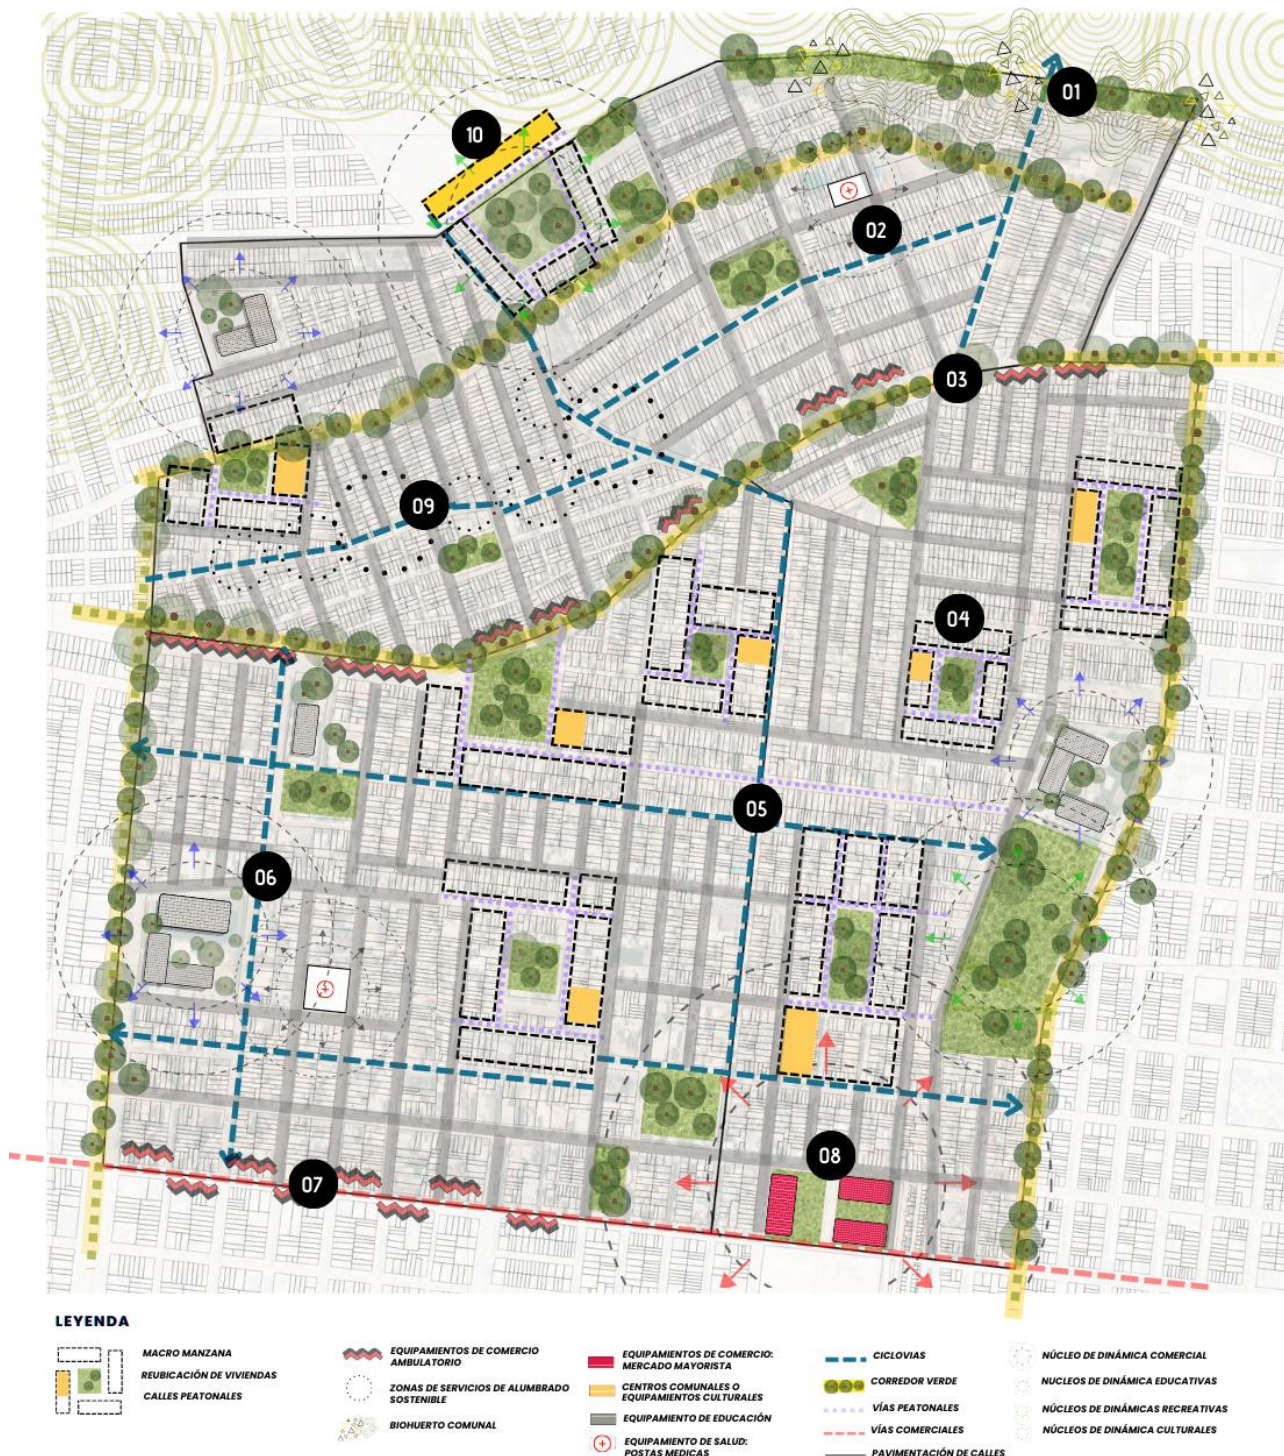 10
01
02
03
09
04
05
06
08
07
LEYENDA
MACRO MANZANA
REUBICACIÓN DE VIVIENDAS
CALLES PEATONALES
EQUIPAMIENTOS DE COMERCIO
AMBULATORIO
ZONAS DE SERVICIOS DE ALUMBRADO
SOSTENIBLE
BIOHUERTO COMUNAL
EQUIPAMIENTOS DE COMERCIO:
MERCADO MAYORISTA
CENTROS COMUNALES O
EQUIPAMIENTOS CULTURALES
EQUIPAMIENTO DE EDUCACIÓN
EQUIPAMIENTO DE SALUD:
POSTAS MEDICAS
CICLOVIAS
CORREDOR VERDE
VÍAS PEATONALES
VÍAS COMERCIALES
PAVIMENTACIÓN DE CALLES
NÚCLEO DE DINÁMICA COMERCIAL
NUCLEOS DE DINÁMICA EDUCATIVAS
NÚCLEOS DE DINÁMICAS RECREATIVAS
NÚCLEOS DE DINÁMICA CULTURALES